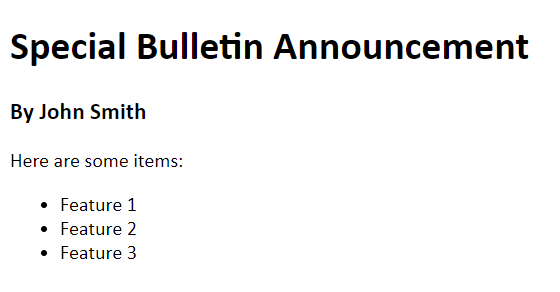 Special Bulletin Announcement
By John Smith
Here are some items:
• Feature 1
• Feature 2
• Feature 3